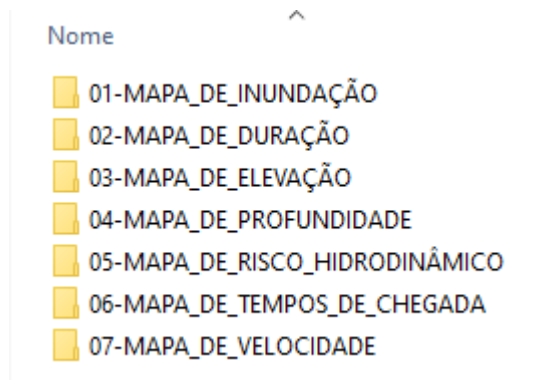 Nome
01-MAPA_DE_INUNDAÇÃO
02-MAPA_DE_DURAÇÃO
03-MAPA_DE_ELEVAÇÃO
04-MAPA_DE_PROFUNDIDADE
05-MAPA_DE_RISCO_HIDRODINÂMICO
06-MAPA_DE_TEMPOS_DE_CHEGADA
07-MAPA_DE_VELOCIDADE